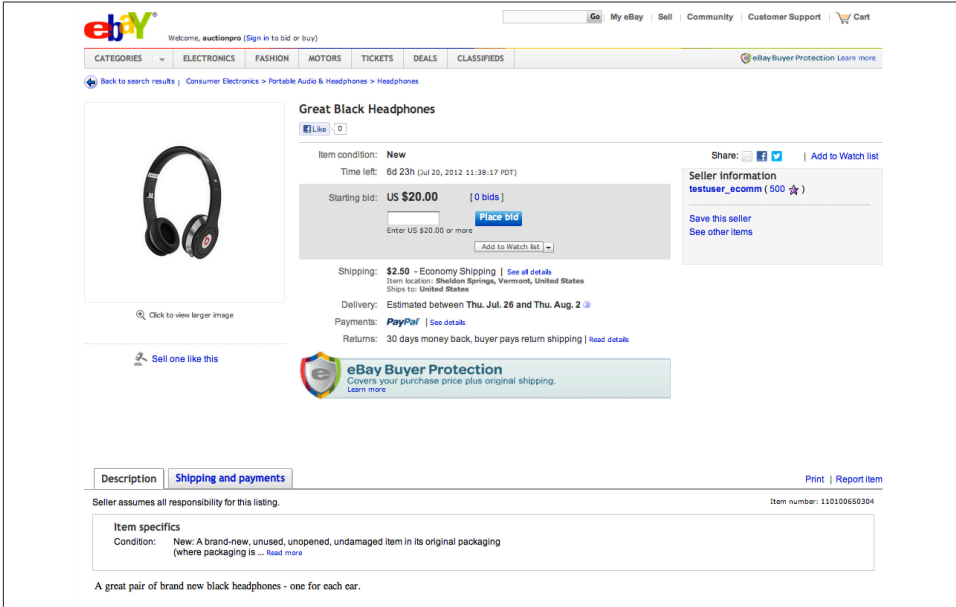 ebaY®
Go My eBay | Sell | Community | Customer Support | Cart
Welcome, auctionpro (Sign in to bid or buy)
CATEGORIES ELECTRONICS FASHION MOTORS TICKETS DEALS CLASSIFIEDS
eBay Buyer Protection Learn more
Back to search results | Consumer Electronics > Portable Audio & Headphones > Headphones
Great Black Headphones
Like 0
Item condition: New
Time left: 6d 23h (Jul 20, 2012 11:38:17 PDT)
Starting bid: US $20.00 [ 0 bids ]
Place bid
Enter US $20.00 or more
Add to Watch list
Shipping: $2.50 - Economy Shipping | See all details
Item location: Sheldon Springs, Vermont, United States
Ships to: United States
Delivery: Estimated between Thu. Jul. 26 and Thu. Aug. 2
Payments: PayPal | See details
Returns: 30 days money back, buyer pays return shipping | Read details
eBay Buyer Protection
Covers your purchase price plus original shipping.
Learn more
Share: | Add to Watch list
Seller information
testuser_ecomm ( 500 )
Save this seller
See other items
Click to view larger image
Sell one like this
Description Shipping and payments
Print | Report item
Seller assumes all responsibility for this listing.
Item number: 110100650304
Item specifics
Condition: New: A brand-new, unused, unopened, undamaged item in its original packaging
(where packaging is ... Read more
A great pair of brand new black headphones - one for each ear.